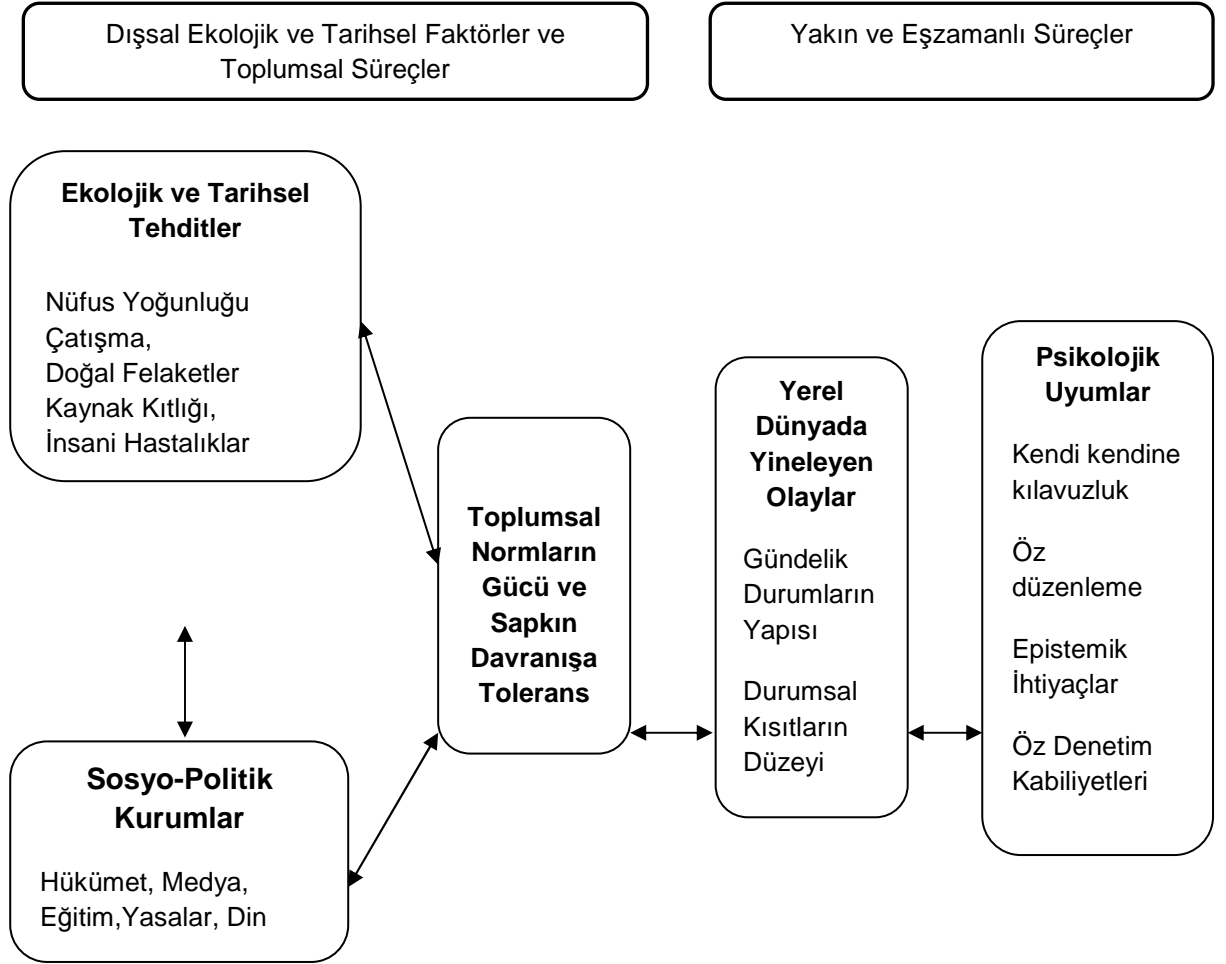 Dışsal Ekolojik ve Tarihsel Faktörler ve
Toplumsal Süreçler
Yakın ve Eşzamanlı Süreçler
Ekolojik ve Tarihsel
Tehditler
Nüfus Yoğunluğu
Çatışma,
Doğal Felaketler
Kaynak Kıtlığı,
İnsani Hastalıklar
Sosyo-Politik
Kurumlar
Hükümet, Medya,
Eğitim,Yasalar, Din
Toplumsal
Normların
Gücü ve
Sapkın
Davranışa
Tolerans
Yerel
Dünyada
Yineleyen
Olaylar
Gündelik
Durumların
Yapısı
Durumsal
Kısıtların
Düzeyi
Psikolojik
Uyumlar
Kendi kendine
kılavuzluk
Öz
düzenleme
Epistemik
İhtiyaçlar
Öz Denetim
Kabiliyetleri